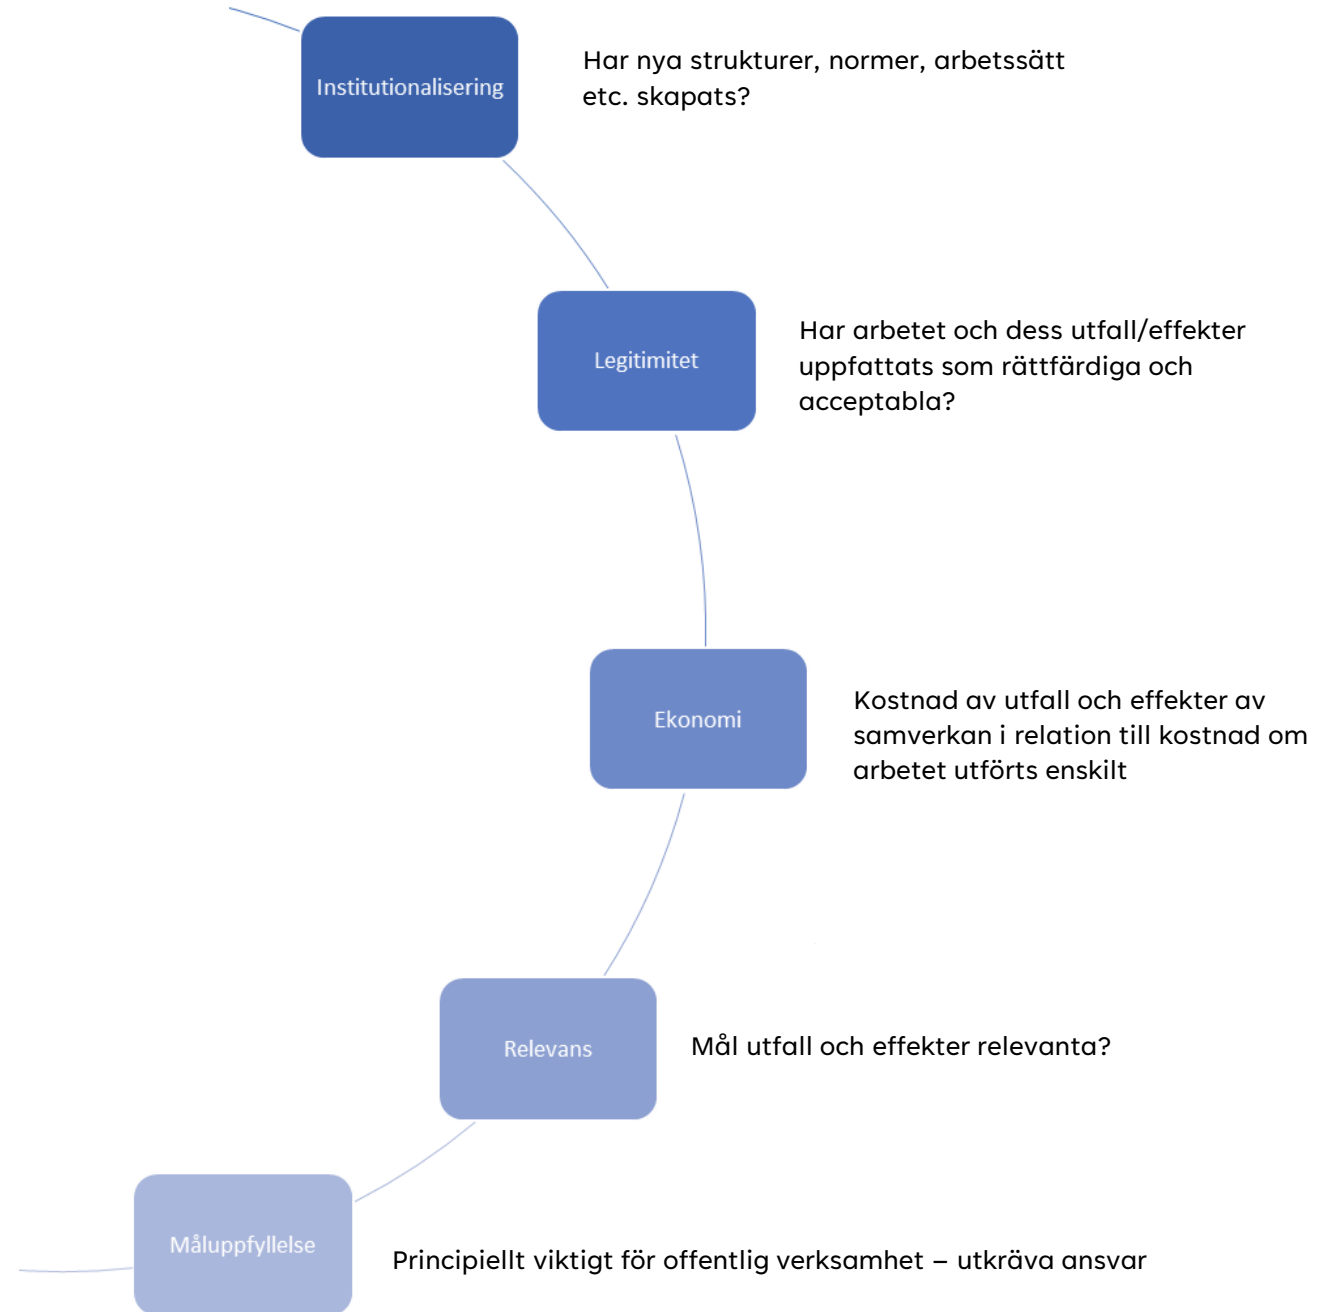 Institutionalisering
Har nya strukturer, normer, arbetssätt
etc. skapats?
Legitimitet
Har arbetet och dess utfall/effekter
uppfattats som rättfärdiga och
acceptabla?
Ekonomi
Kostnad av utfall och effekter av
samverkan i relation till kostnad om
arbetet utförts enskilt
Relevans
Mål utfall och effekter relevanta?
Måluppfyllelse
Principiellt viktigt för offentlig verksamhet – utkräva ansvar